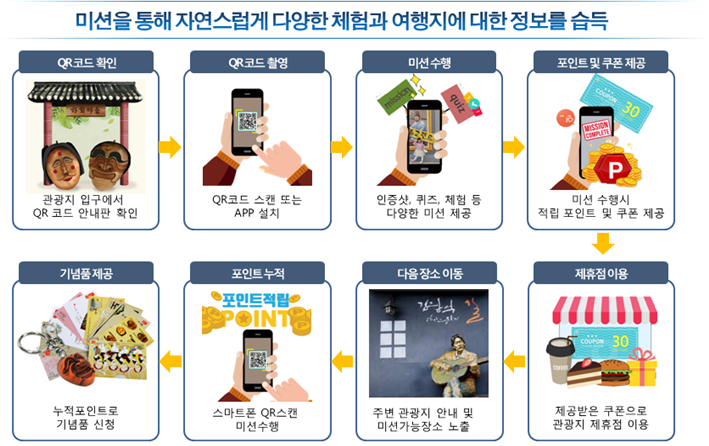 미션을 통해 자연스럽게 다양한 체험과 여행지에 대한 정보를 습득
QR코드 확인
관광지 입구에서
QR 코드 안내판 확인
QR코드 촬영
QR코드 스캔 또는
APP 설치
미션 수행
mission
quiz
인증샷, 퀴즈, 체험 등
다양한 미션 제공
포인트 및 쿠폰 제공
COUPON
30
MISSION
COMPLETE
P
미션 수행시
적립 포인트 및 쿠폰 제공
제휴점 이용
COUPON
30
COFFEE
제공받은 쿠폰으로
관광지 제휴점 이용
다음 장소 이동
김광석
길
주변 관광지 안내 및
미션가능장소 노출
포인트 누적
포인트적립
POINT
스마트폰 QR스캔
미션수행
기념품 제공
누적포인트로
기념품 신청